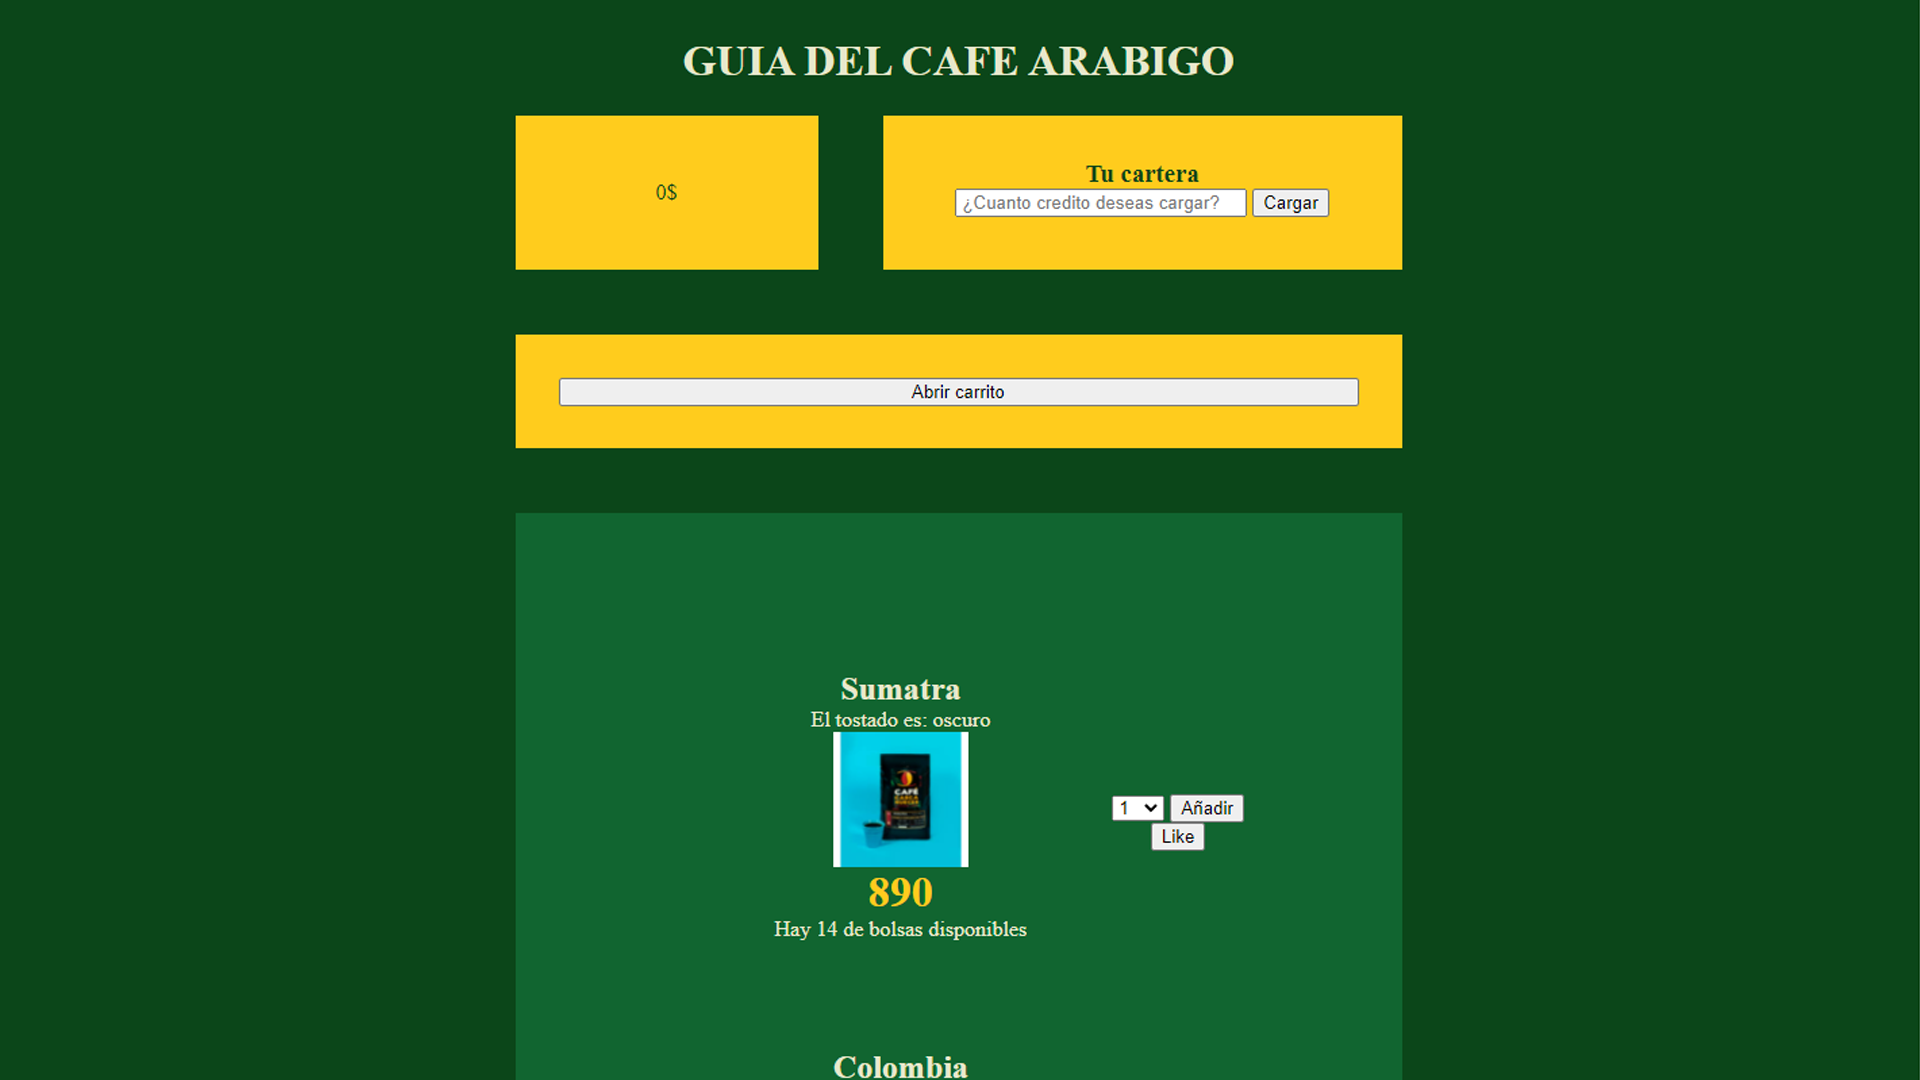 GUIA DEL CAFE ARABIGO
0$
Tu cartera
¿Cuanto credito deseas cargar? Cargar
Abrir carrito
Sumatra
El tostado es: oscuro
CAFÉ
1 Añadir
Like
890
Hay 14 de bolsas disponibles
Colombia